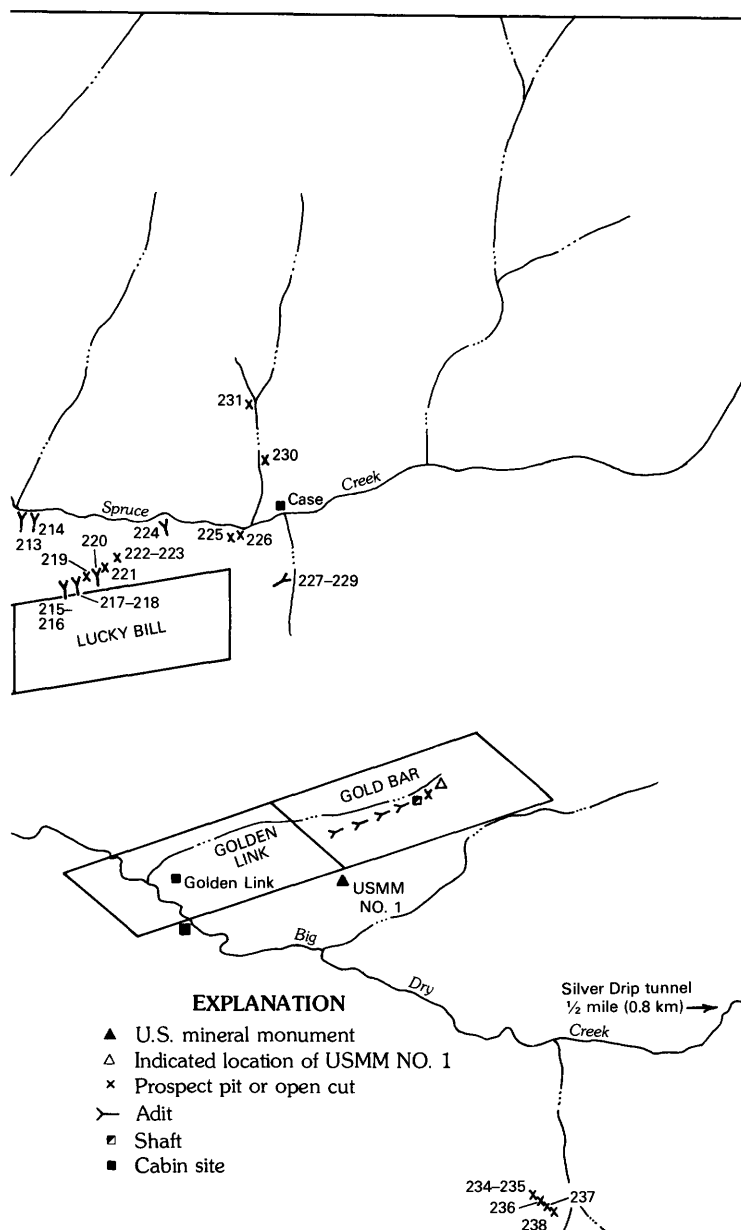 231
230
Case
Creek
Spruce
213
214
224
225
226
219
220
222–223
221
227–229
215–
216
217–218
LUCKY BILL
GOLD BAR
GOLDEN
LINK
Golden Link
USMM
NO. 1
Big
Dry
Creek
Silver Drip tunnel
½ mile (0.8 km)
EXPLANATION
U.S. mineral monument
Indicated location of USMM NO. 1
Prospect pit or open cut
Adit
Shaft
Cabin site
234–235
236
237
238